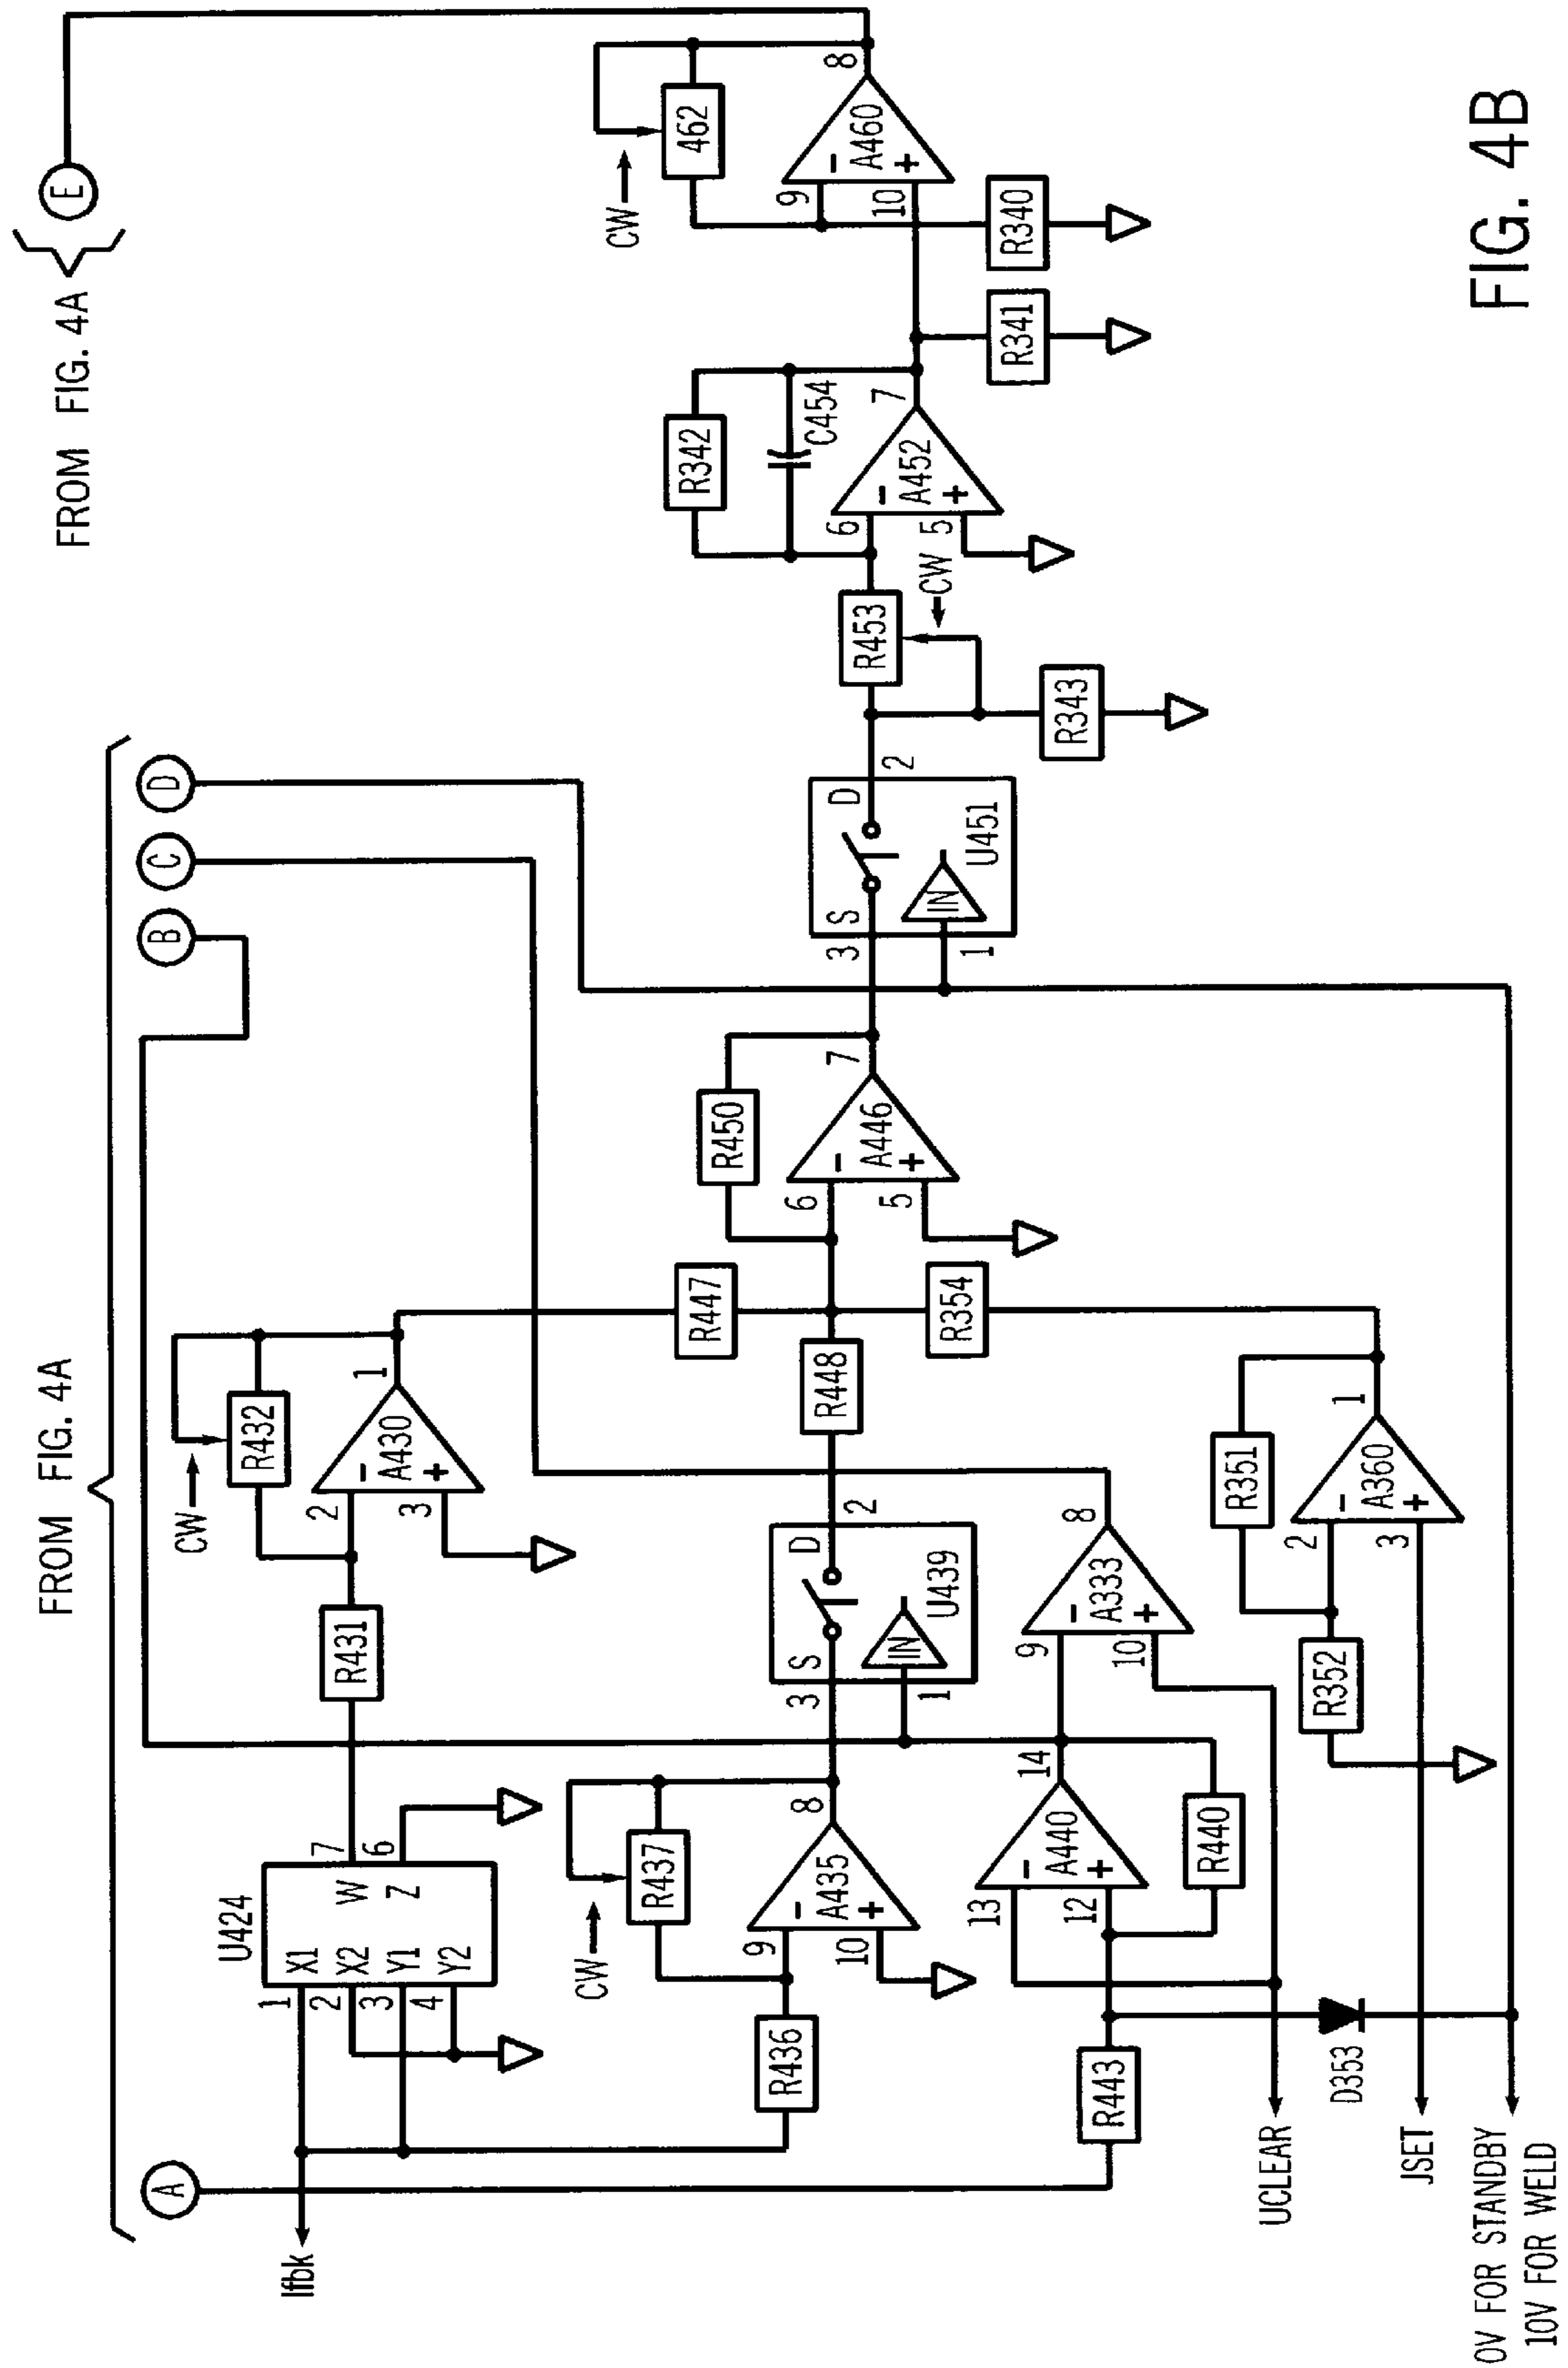 FROM FIG. 4A
FROM FIG. 4A
A
B
C
D
E
Ifbk
U424
1
X1
2
X2
3
Y1
4
Y2
7
W
6
Z
R431
CW
R432
2
-
3
+
A430
1
R436
CW
R437
9
-
10
+
A435
8
3
S
D
2
IN
1
U439
R448
R447
R354
R450
6
-
5
+
A446
7
3
S
D
2
IN
1
U451
R453
CW
R343
R342
C454
6
-
5
+
A452
7
R341
R340
CW
462
9
-
10
+
A460
8
R443
13
-
12
+
A440
14
R440
9
-
10
+
A333
8
UCLEAR
D353
JSET
R352
R351
2
-
3
+
A360
1
0V FOR STANDBY
10V FOR WELD
FIG. 4B